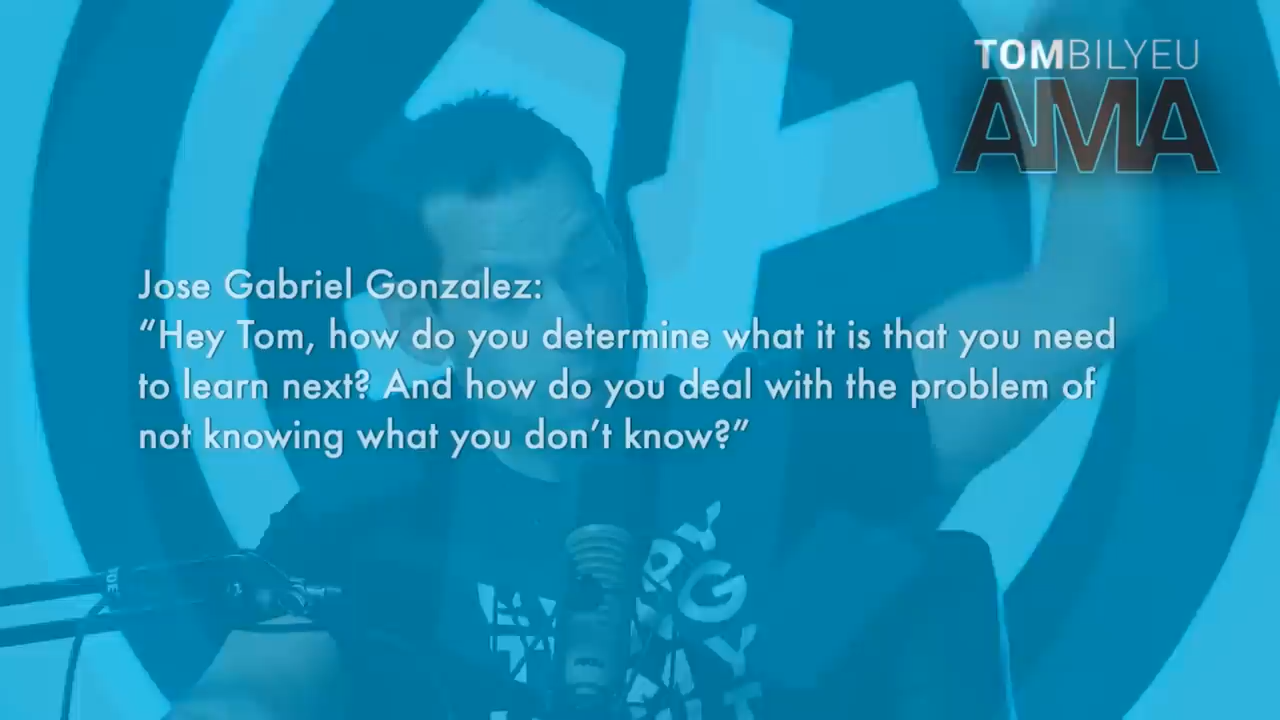 TOMBILYEU
AMA
Jose Gabriel Gonzalez:
“Hey Tom, how do you determine what it is that you need
to learn next? And how do you deal with the problem of
not knowing what you don’t know?”